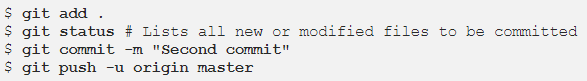 $ git add .
$ git status # Lists all new or modified files to be committed
$ git commit -m "Second commit"
$ git push -u origin master